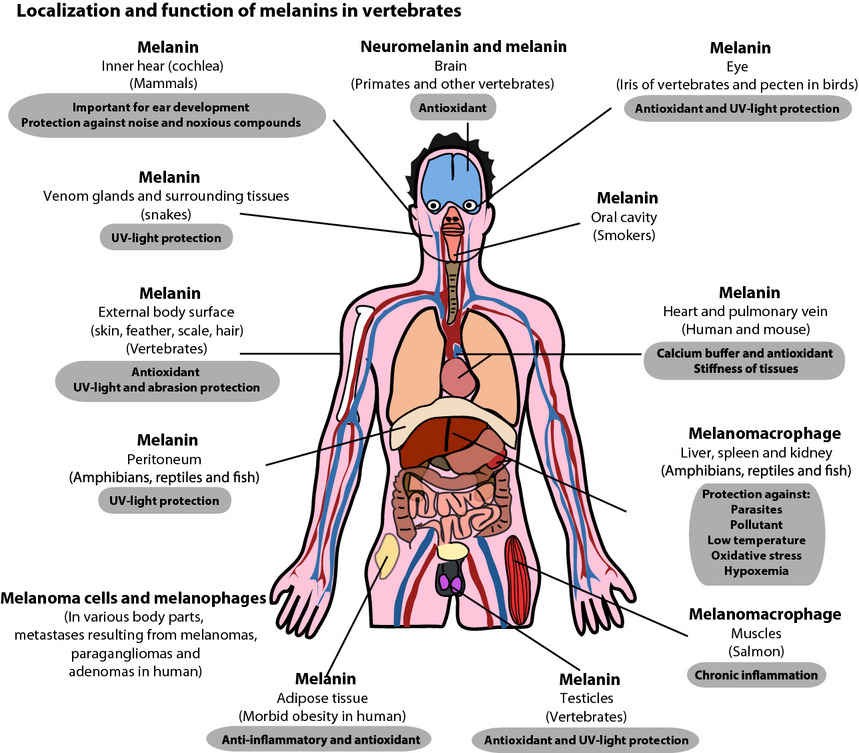 Localization and function of melanins in vertebrates
Melanin
Inner hear (cochlea)
(Mammals)
Important for ear development
Protection against noise and noxious compounds
Neuromelanin and melanin
Brain
(Primates and other vertebrates)
Antioxidant
Melanin
Eye
(Iris of vertebrates and pecten in birds)
Antioxidant and UV-light protection
Melanin
Venom glands and surrounding tissues
(snakes)
UV-light protection
Melanin
Oral cavity
(Smokers)
Melanin
External body surface
(skin, feather, scale, hair)
(Vertebrates)
Antioxidant
UV-light and abrasion protection
Melanin
Heart and pulmonary vein
(Human and mouse)
Calcium buffer and antioxidant
Stiffness of tissues
Melanin
Peritoneum
(Amphibians, reptiles and fish)
UV-light protection
Melanomacrophage
Liver, spleen and kidney
(Amphibians, reptiles and fish)
Protection against:
Parasites
Pollutant
Low temperature
Oxidative stress
Hypoxemia
Melanoma cells and melanophages
(In various body parts,
metastases resulting from melanomas,
paragangliomas and
adenomas in human)
Melanomacrophage
Muscles
(Salmon)
Chronic inflammation
Melanin
Adipose tissue
(Morbid obesity in human)
Anti-inflammatory and antioxidant
Melanin
Testicles
(Vertebrates)
Antioxidant and UV-light protection